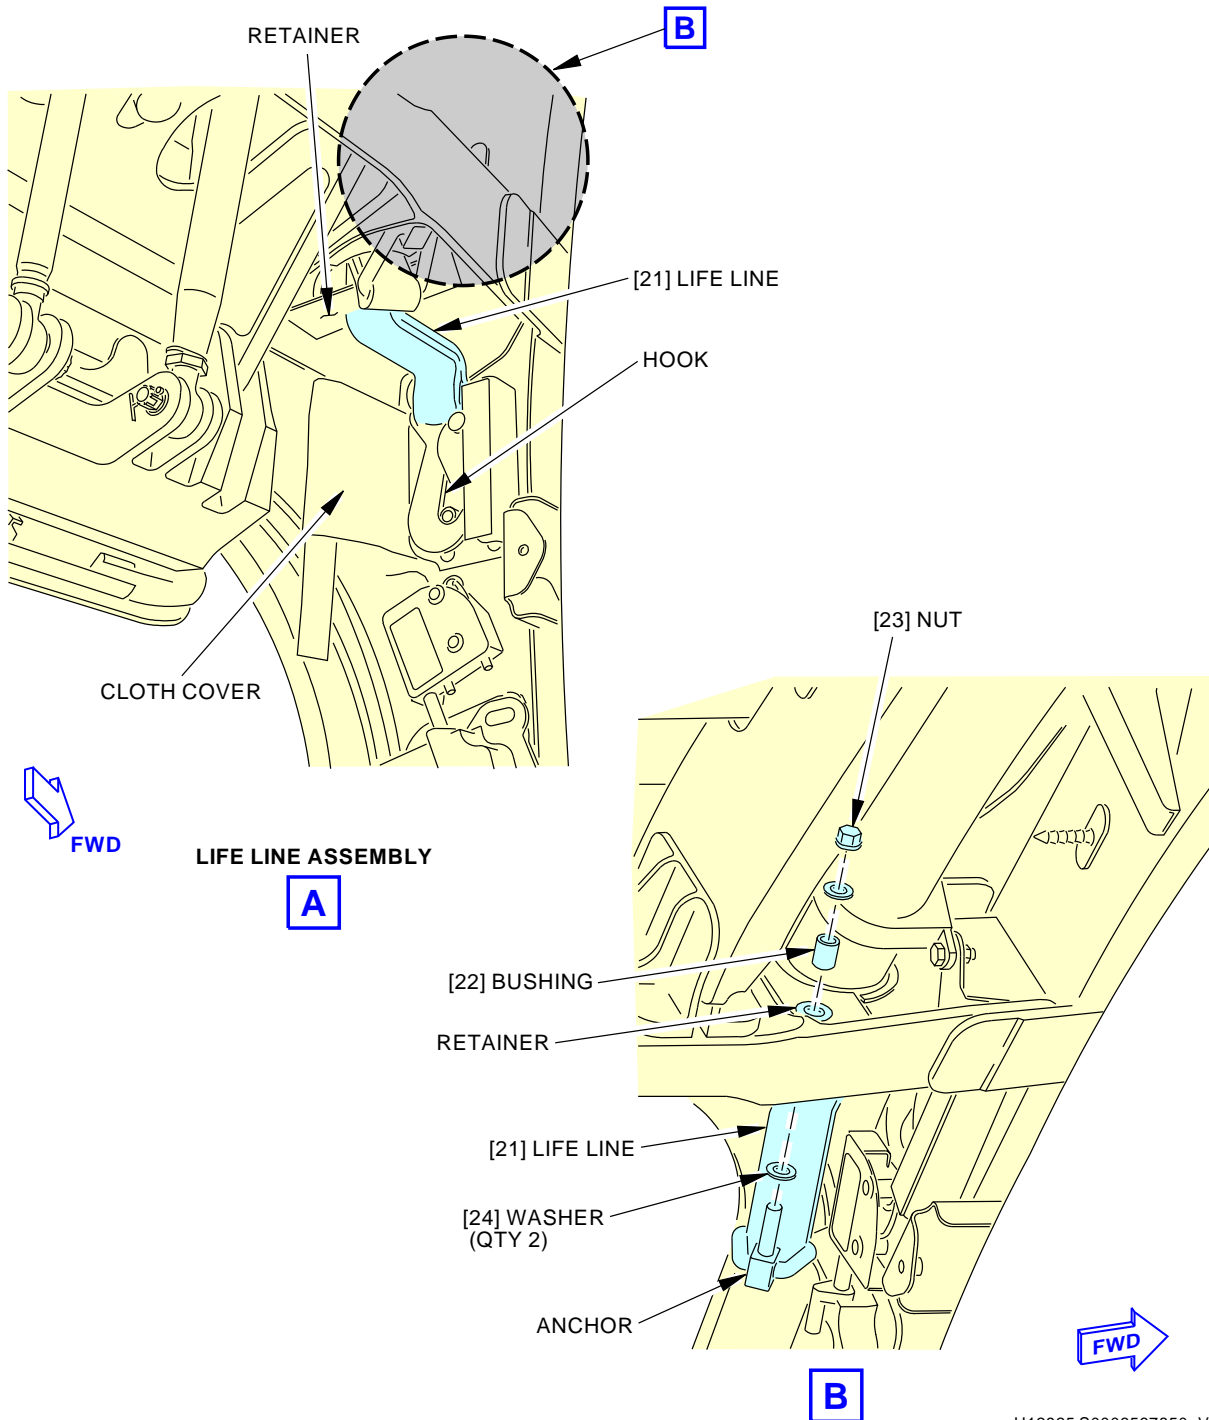 RETAINER
B
[21] LIFE LINE
HOOK
CLOTH COVER
FWD
LIFE LINE ASSEMBLY
A
[23] NUT
[22] BUSHING
RETAINER
[21] LIFE LINE
[24] WASHER
(QTY 2)
ANCHOR
FWD
B